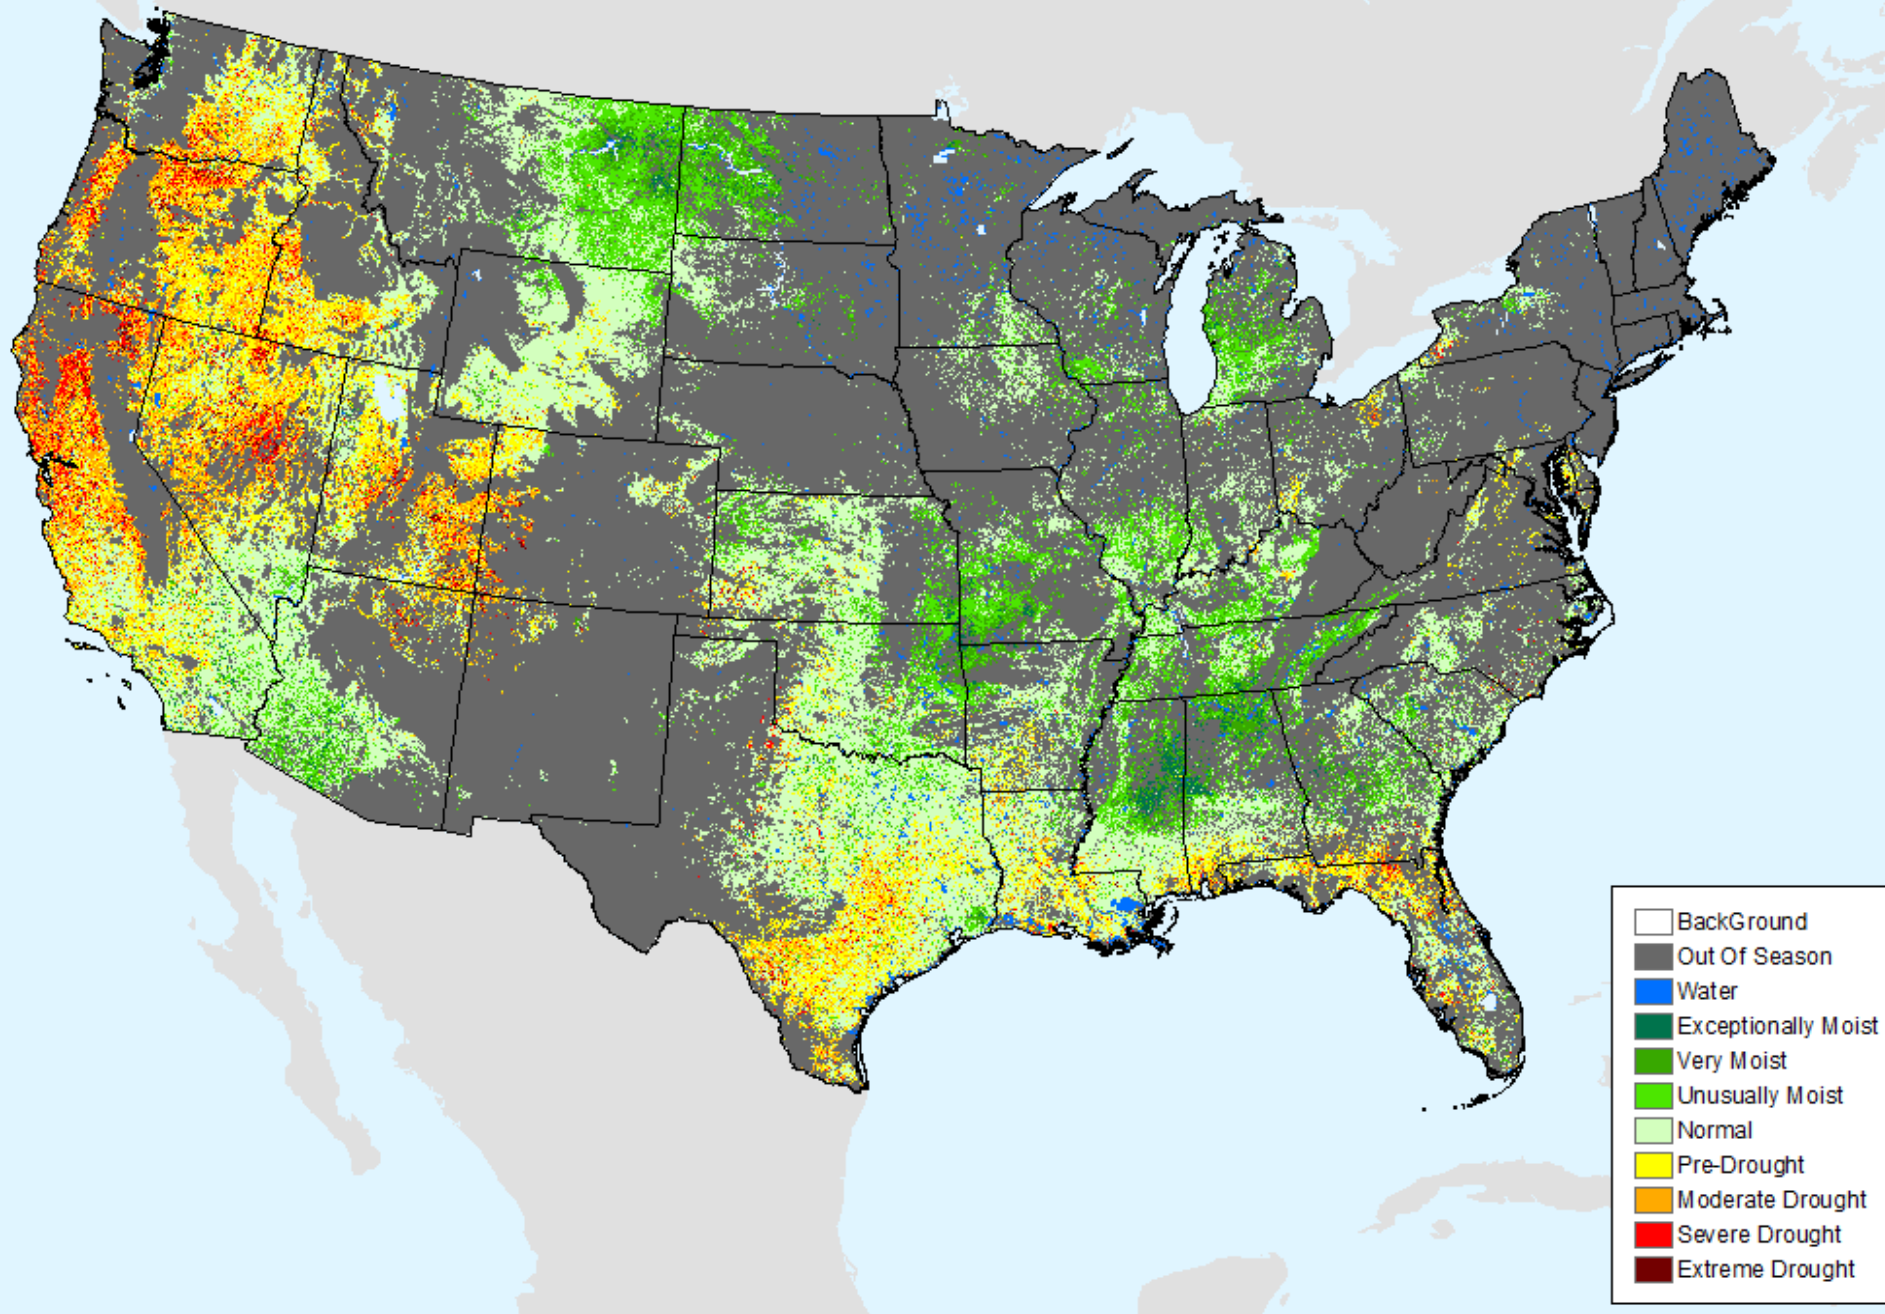 BackGround
Out Of Season
Water
Exceptionally Moist
Very Moist
Unusually Moist
Normal
Pre-Drought
Moderate Drought
Severe Drought
Extreme Drought